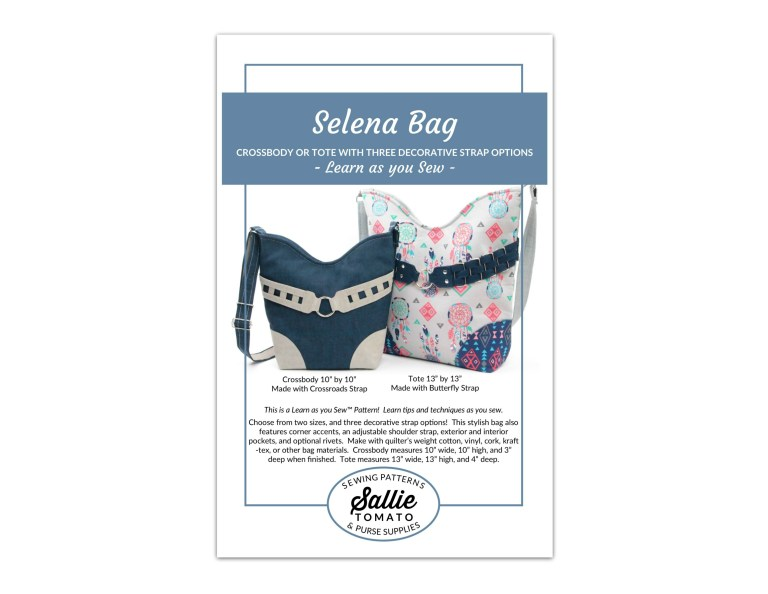 Selena Bag
CROSSBODY OR TOTE WITH THREE DECORATIVE STRAP OPTIONS
- Learn as you Sew -
Crossbody 10" by 10"
Made with Crossroads Strap
Tote 13" by 13"
Made with Butterfly Strap
This is a Learn as you Sew™ Pattern! Learn tips and techniques as you sew.
Choose from two sizes, and three decorative strap options! This stylish bag also
features corner accents, an adjustable shoulder strap, exterior and interior
pockets, and optional rivets. Make with quilter's weight cotton, vinyl, cork, kraft
-tex, or other bag materials. Crossbody measures 10" wide, 10" high, and 3"
deep when finished. Tote measures 13" wide, 13" high, and 4" deep.
SEWING PATTERNS
Sallie
TOMATO
& PURSE SUPPLIES